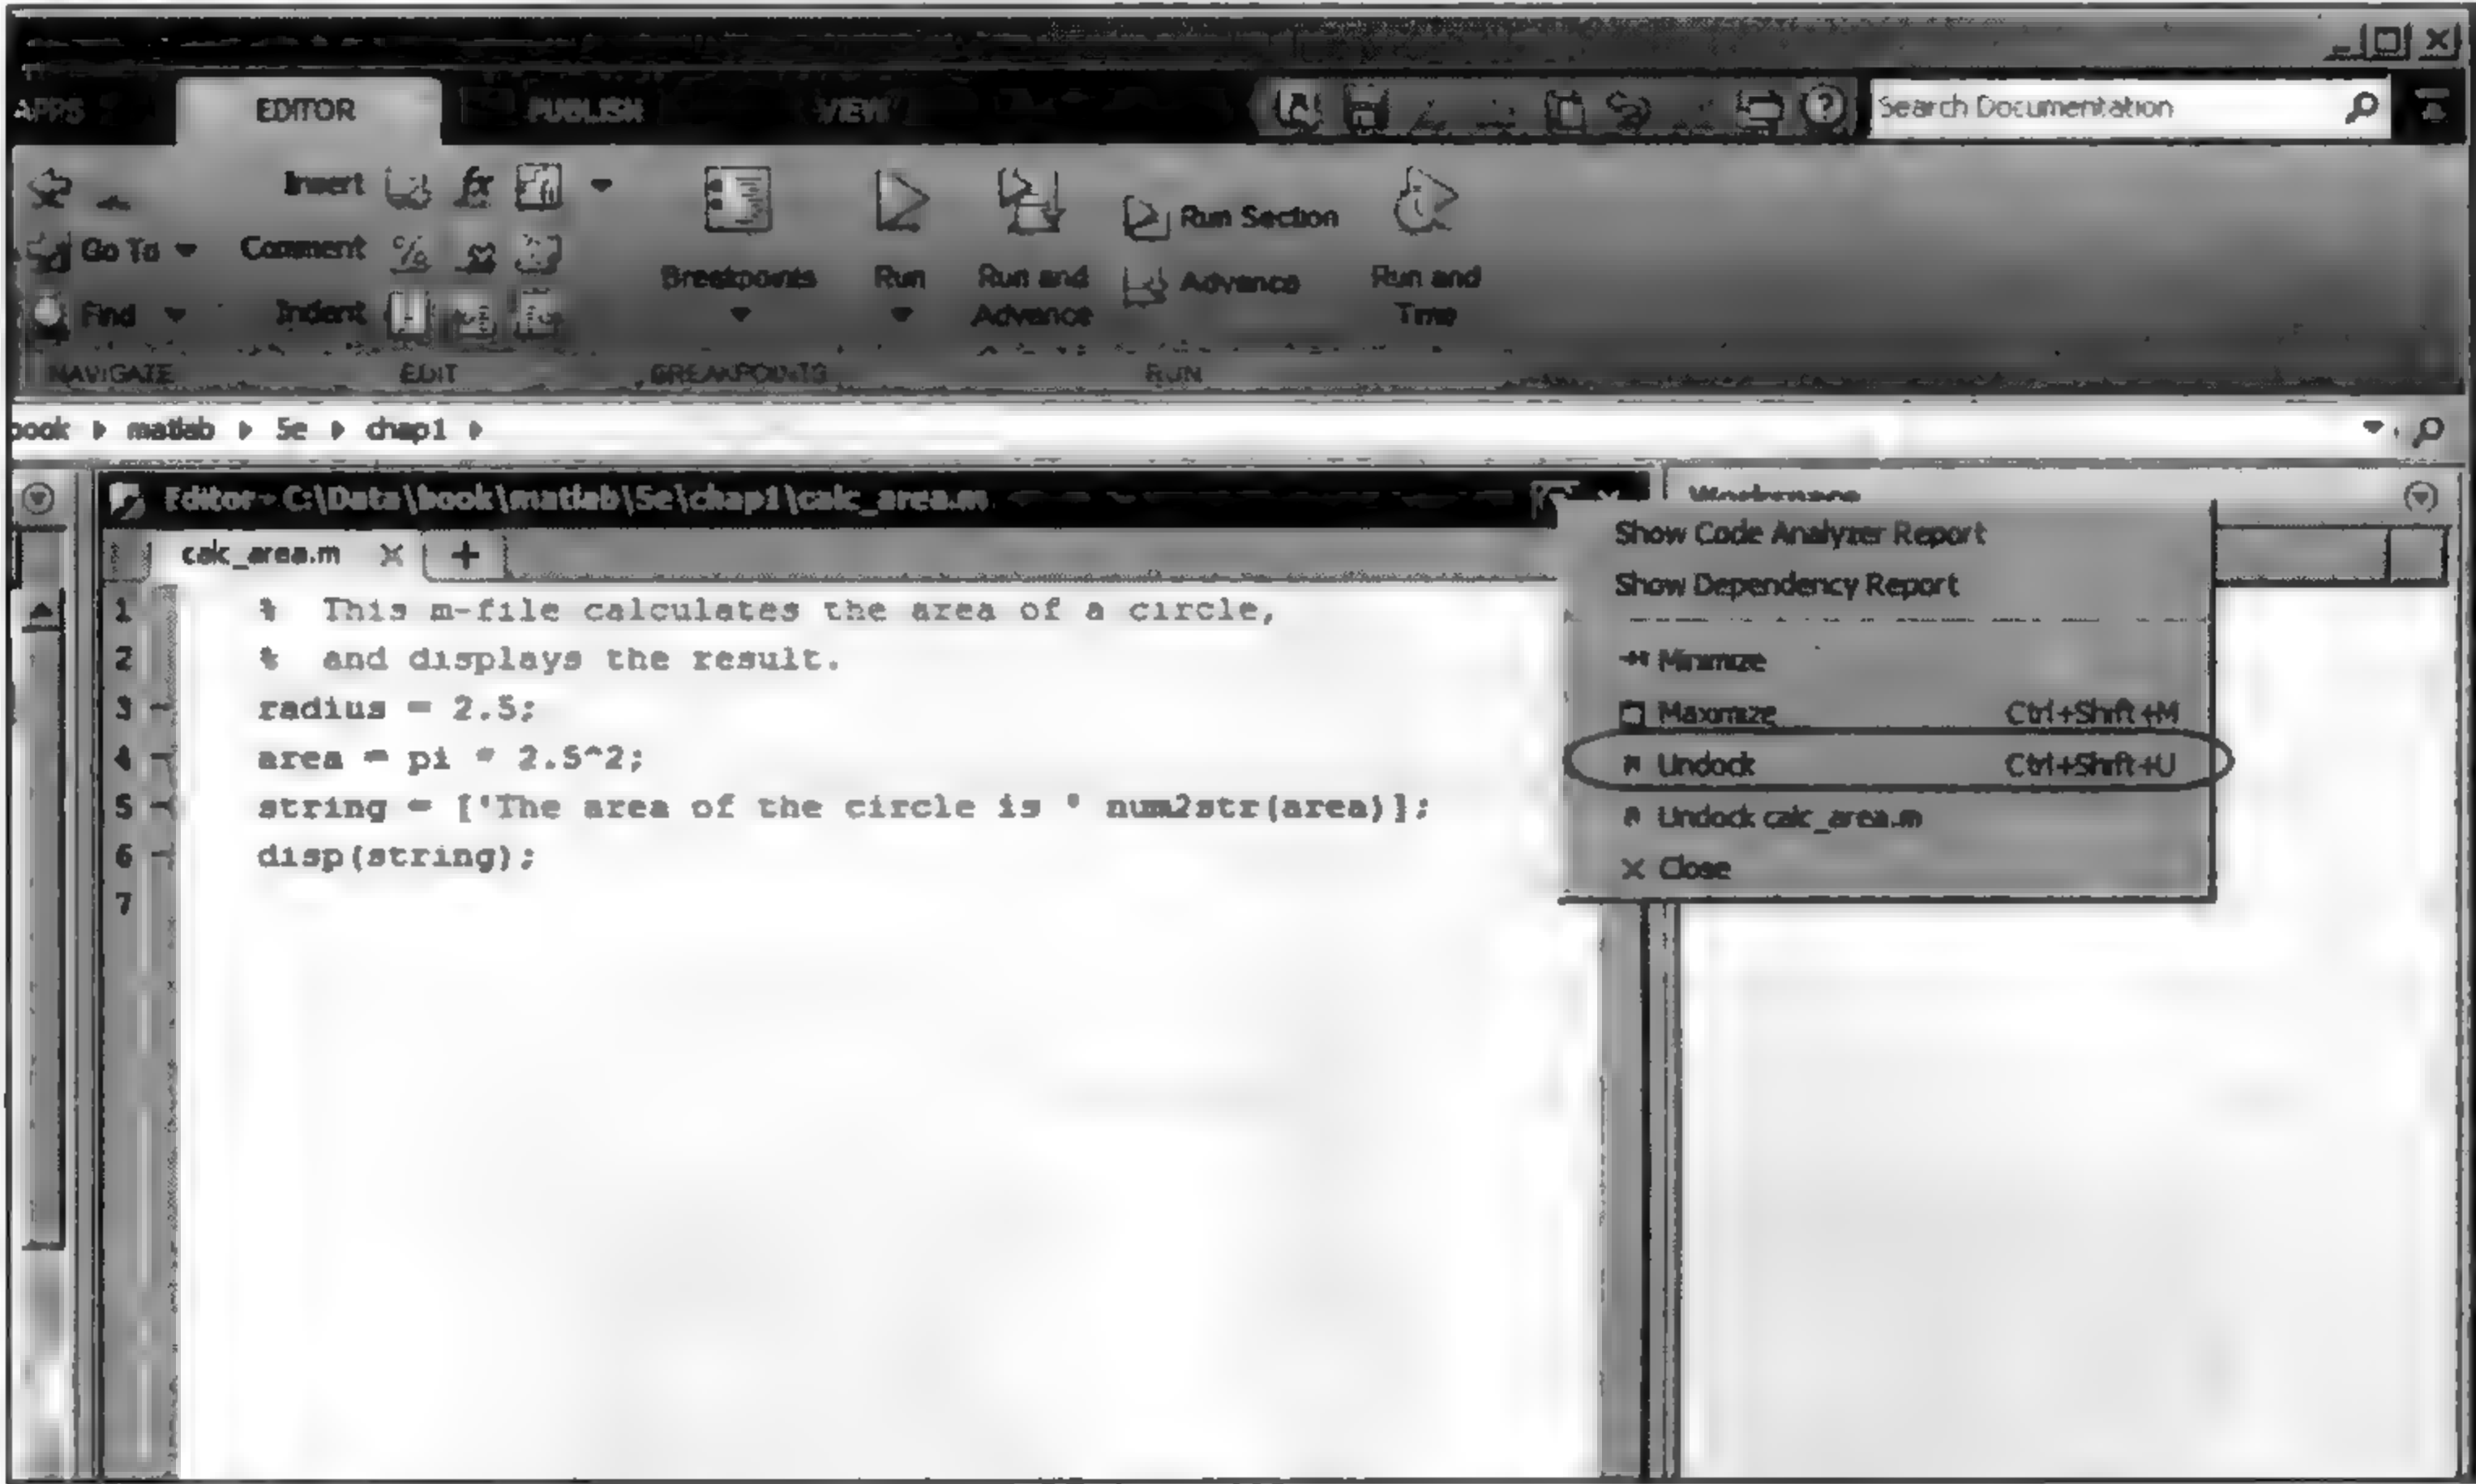 APPS EDITOR PUBLISH VIEW ? Search Documentation
Insert fx
Go To Comment %
Find Indent
Breakpoints Run Run and Advance Run Section Advance Run and Time
NAVIGATE EDIT BREAKPOINTS RUN
book matlab 5e chap1
Editor - C:\Data\book\matlab\5e\chap1\calc_area.m Workspace
calc_area.m × +
1 % This m-file calculates the area of a circle,
2 % and displays the result.
3 - radius = 2.5;
4 - area = pi * 2.5^2;
5 - string = ['The area of the circle is ' num2str(area)];
6 - disp(string);
7
Show Code Analyzer Report
Show Dependency Report
Minimize
Maximize Ctrl+Shift+M
Undock Ctrl+Shift+U
Undock calc_area.m
Close